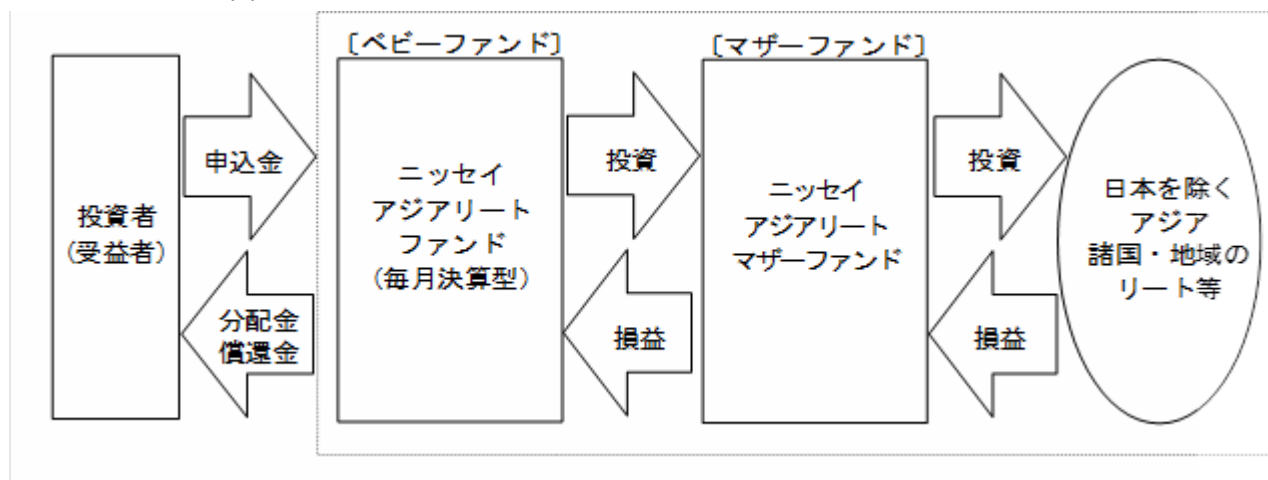 〔ベビーファンド〕
〔マザーファンド〕
投資者
(受益者)
申込金
分配金
償還金
ニッセイ
アジアリート
ファンド
(毎月決算型)
投資
損益
ニッセイ
アジアリート
マザーファンド
投資
損益
日本を除く
アジア
諸国・地域の
リート等